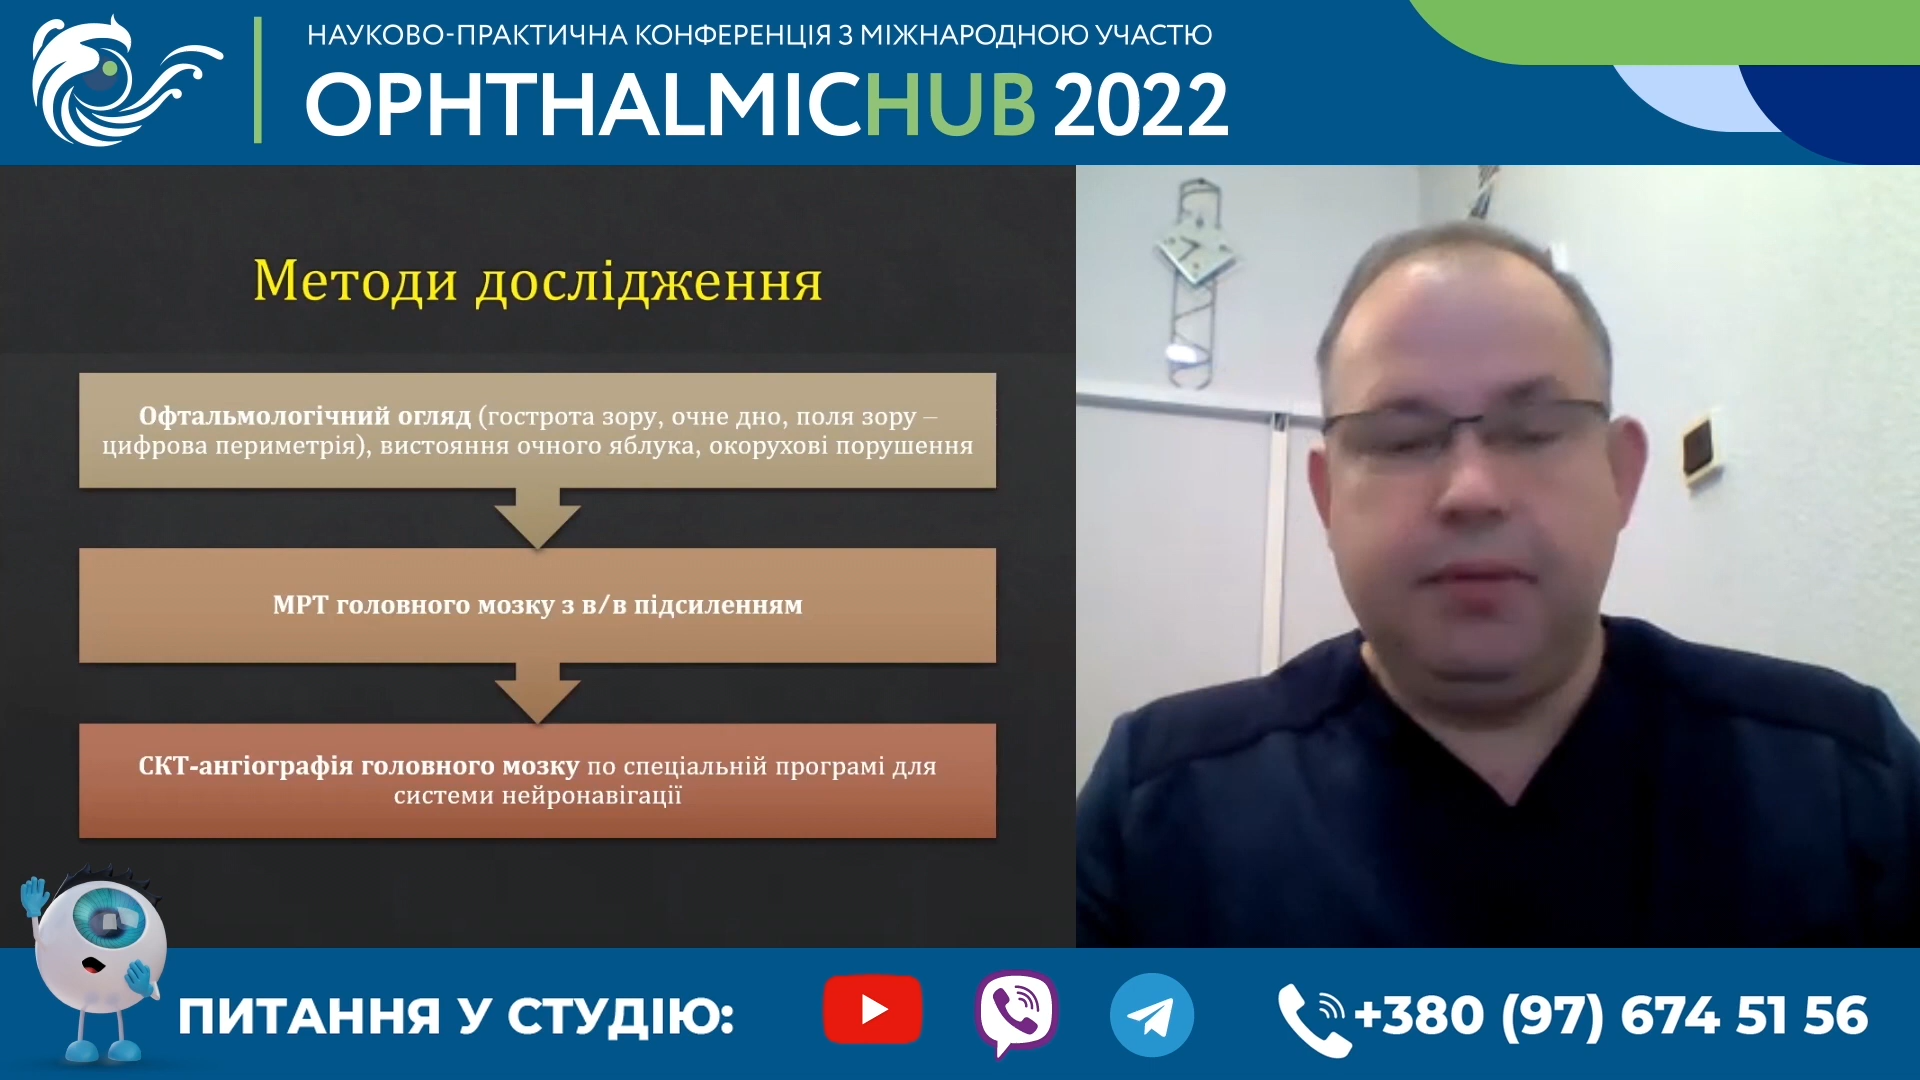 НАУКОВО-ПРАКТИЧНА КОНФЕРЕНЦІЯ З МІЖНАРОДНОЮ УЧАСТЮ
OPHTHALMICHUB 2022
Методи дослідження
Офтальмологічний огляд (гострота зору, очне дно, поля зору –
цифрова периметрія), вистояння очного яблука, окорухові порушення
МРТ головного мозку з в/в підсиленням
СКТ-ангіографія головного мозку по спеціальній програмі для
системи нейронавігації
ПИТАННЯ У СТУДІЮ:
+380 (97) 674 51 56